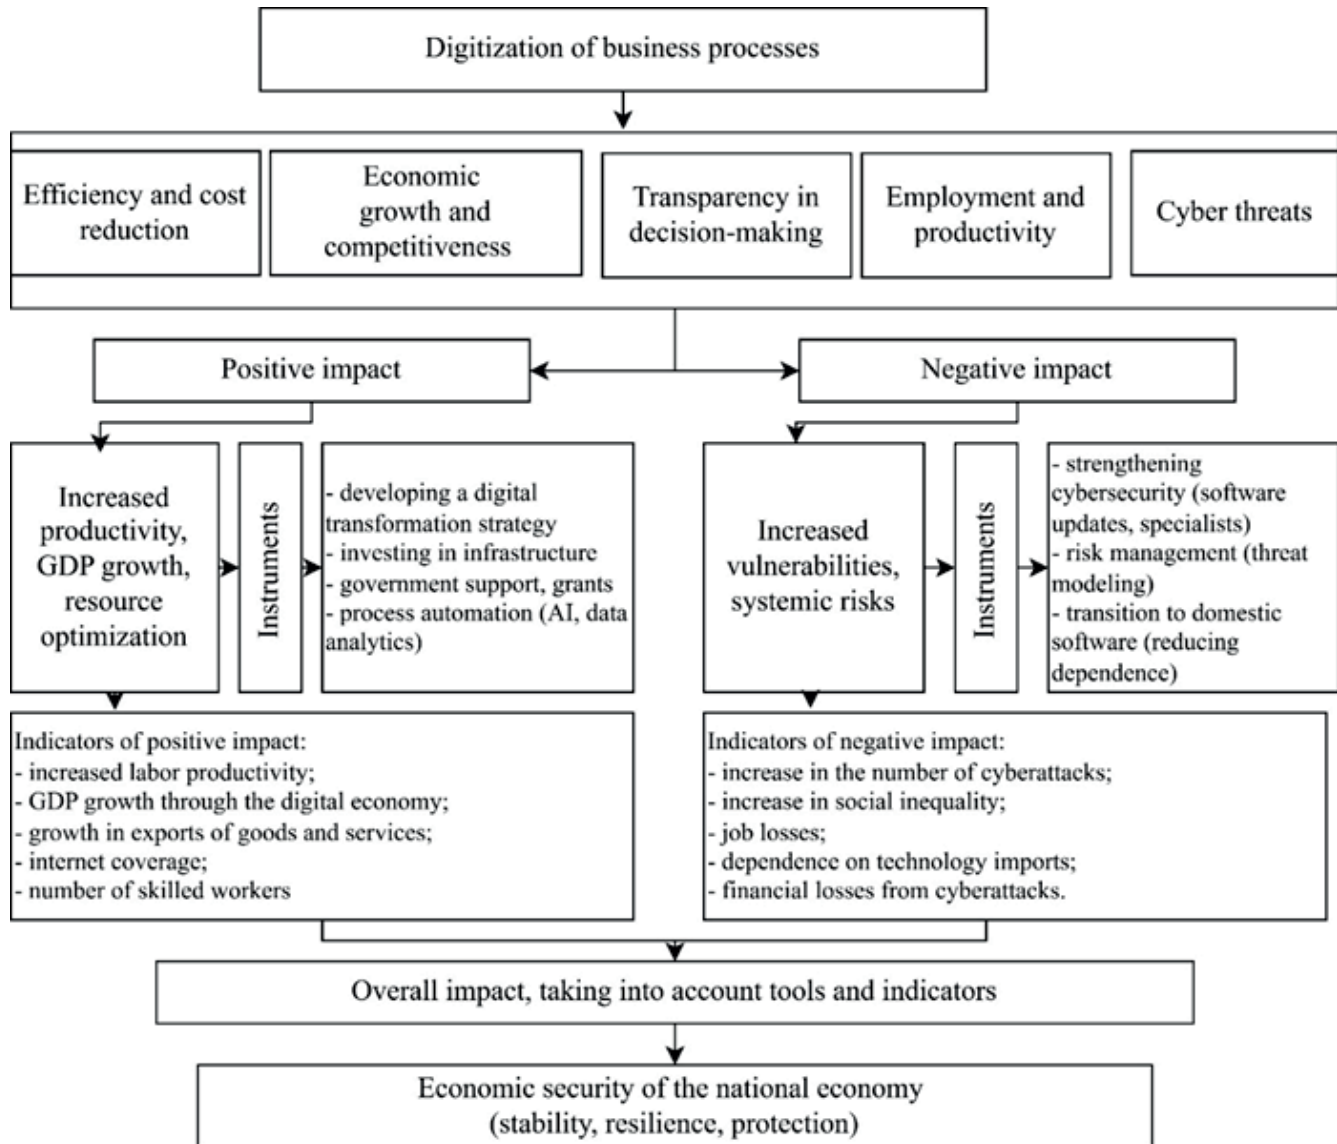 Digitization of business processes
Efficiency and cost
reduction
Economic
growth and
competitiveness
Transparency in
decision-making
Employment and
productivity
Cyber threats
Positive impact
Negative impact
Increased
productivity,
GDP growth,
resource
optimization
Instruments
- developing a digital
transformation strategy
- investing in infrastructure
- government support, grants
- process automation (AI, data
analytics)
Increased
vulnerabilities,
systemic risks
Instruments
- strengthening
cybersecurity (software
updates, specialists)
- risk management (threat
modeling)
- transition to domestic
software (reducing
dependence)
Indicators of positive impact:
- increased labor productivity;
- GDP growth through the digital economy;
- growth in exports of goods and services;
- internet coverage;
- number of skilled workers
Indicators of negative impact:
- increase in the number of cyberattacks;
- increase in social inequality;
- job losses;
- dependence on technology imports;
- financial losses from cyberattacks.
Overall impact, taking into account tools and indicators
Economic security of the national economy
(stability, resilience, protection)